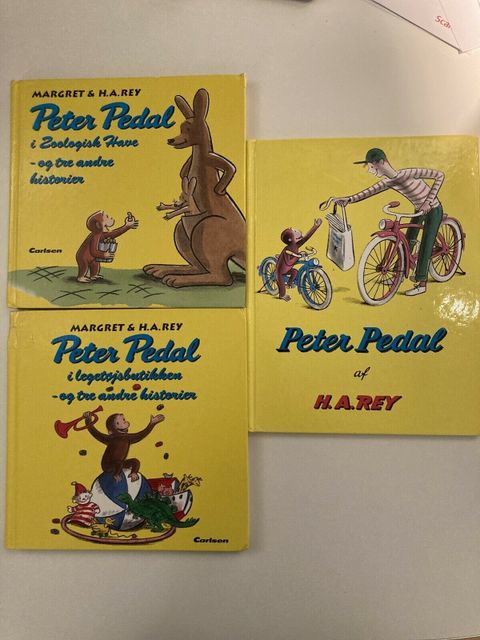 MARGRET & H.A.REY
Peter Pedal
i Zoologisk Have
- og tre andre
historier
Carlsen
MARGRET & H.A.REY
Peter Pedal
i legetøjsbutikken
- og tre andre historier
Carlsen
Peter Pedal
af
H.A.REY